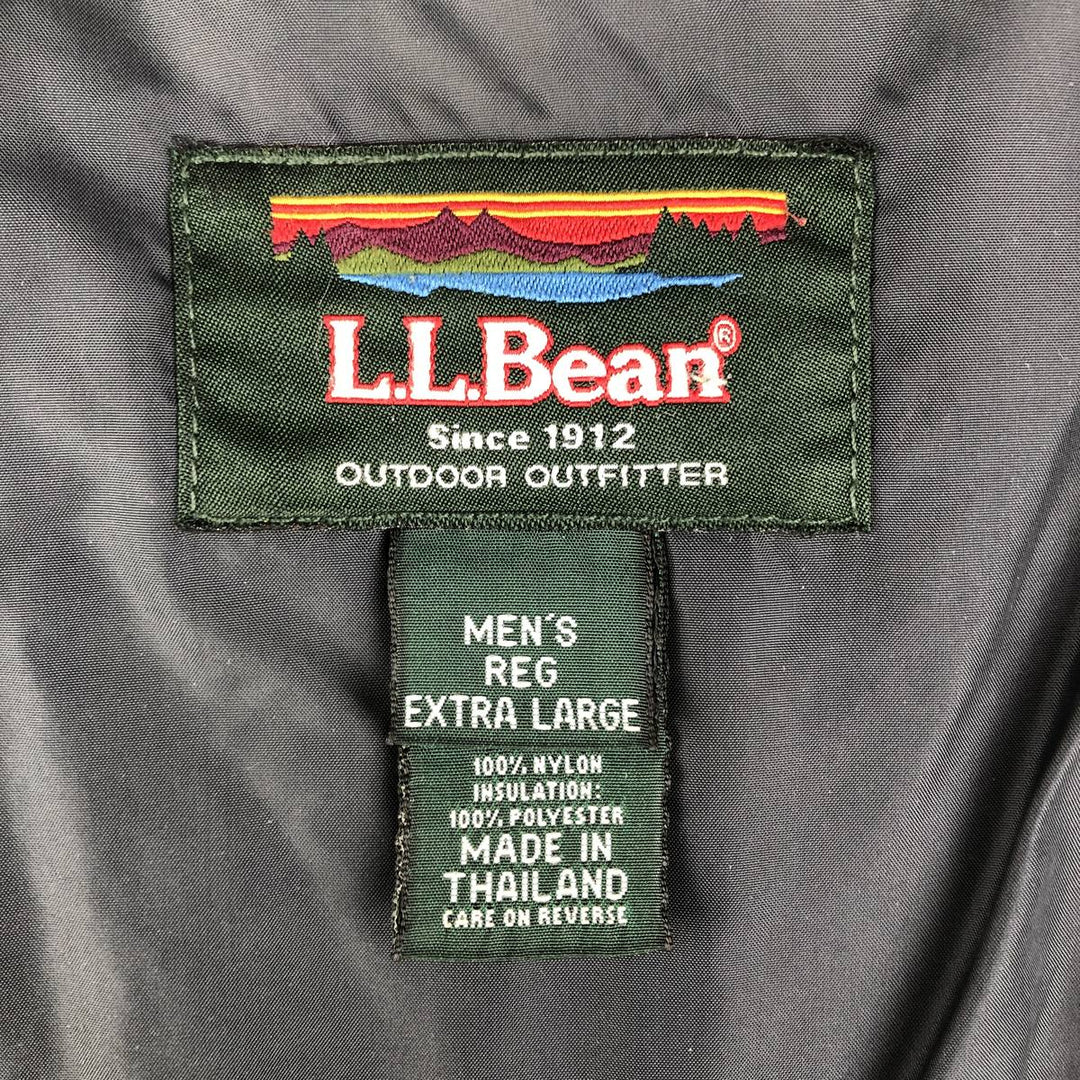 L.L.Bean®
Since 1912
OUTDOOR OUTFITTER
MEN'S
REG
EXTRA LARGE
100% NYLON
INSULATION:
100% POLYESTER
MADE IN
THAILAND
CARE ON REVERSE